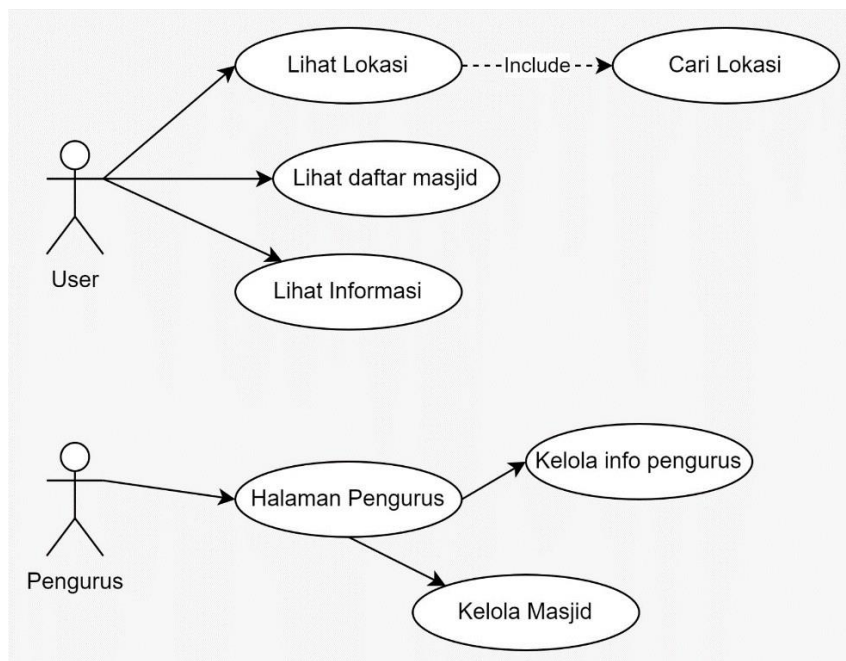 Lihat Lokasi
Include
Cari Lokasi
Lihat daftar masjid
User
Lihat Informasi
Kelola info pengurus
Halaman Pengurus
Pengurus
Kelola Masjid